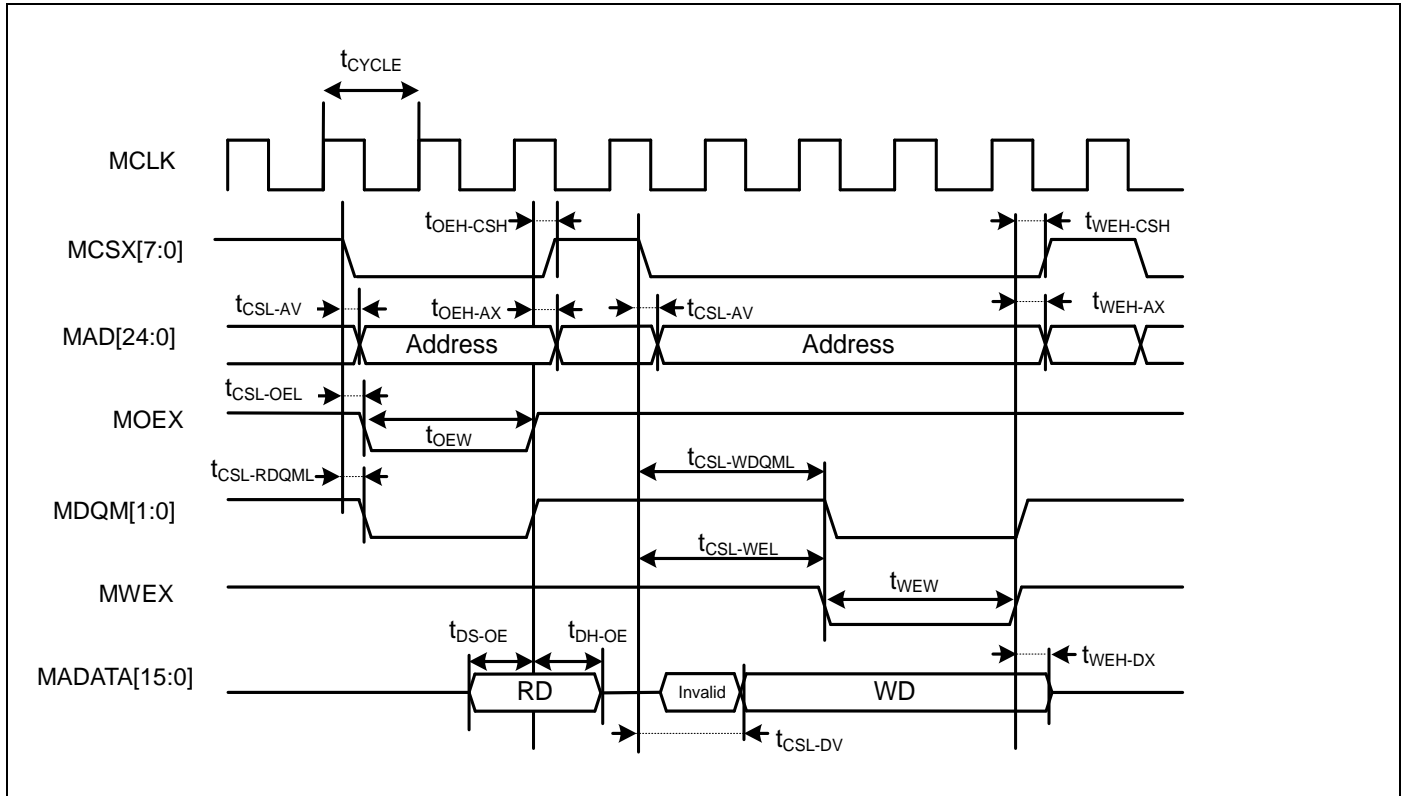 tCYCLE
MCLK
tOEH-CSH
tWEH-CSH
MCSX[7:0]
tCSL-AV
tOEH-AX
tCSL-AV
tWEH-AX
MAD[24:0]
Address
Address
tCSL-OEL
MOEX
tOEW
tCSL-WDQML
tCSL-RDQML
MDQM[1:0]
tCSL-WEL
tWEW
MWEX
tDS-OE
tDH-OE
tWEH-DX
MADATA[15:0]
RD
Invalid
WD
tCSL-DV